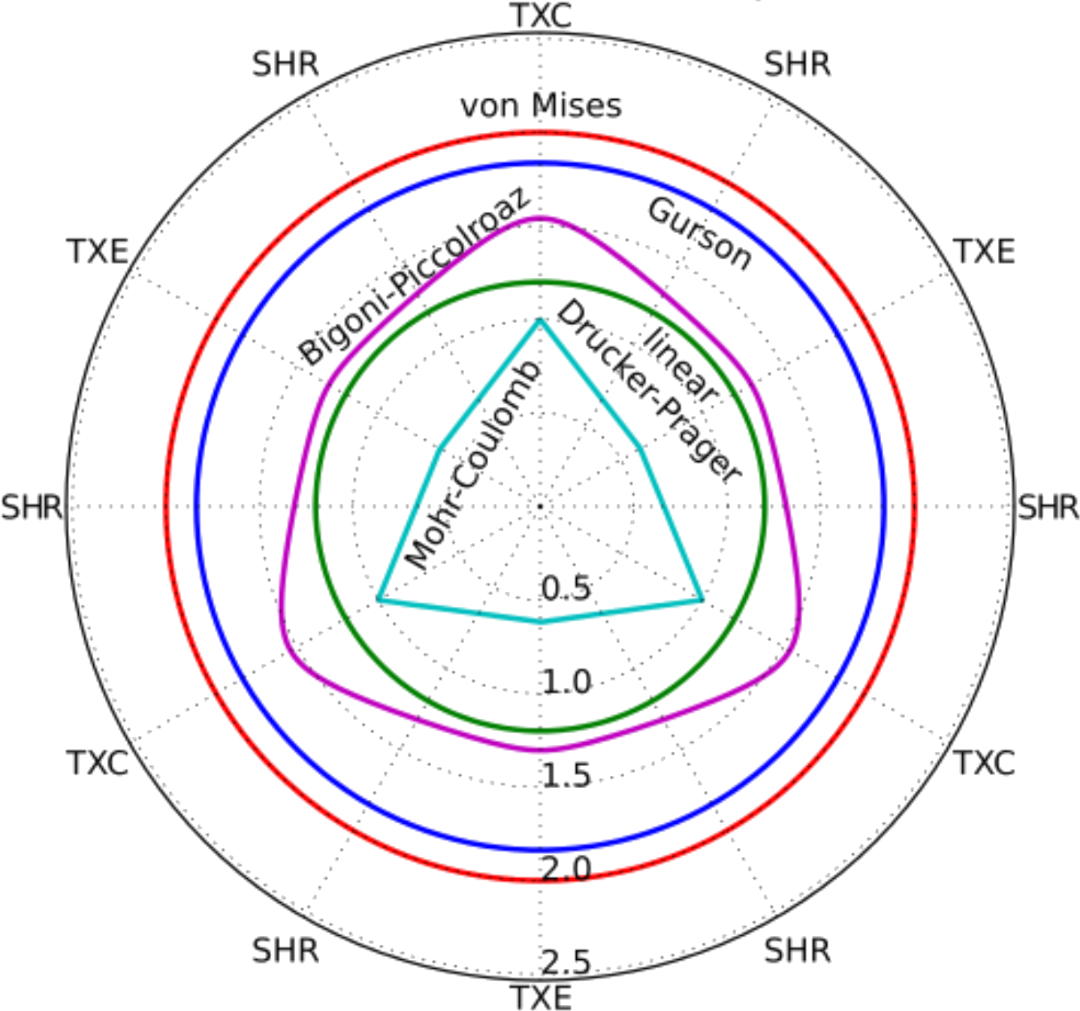 TXC
SHR
SHR
von Mises
Bigoni-Piccolroaz
Gurson
TXE
TXE
linear
Drucker-Prager
Mohr-Coulomb
SHR
SHR
0.5
1.0
1.5
TXC
TXC
2.0
SHR
SHR
2.5
TXE